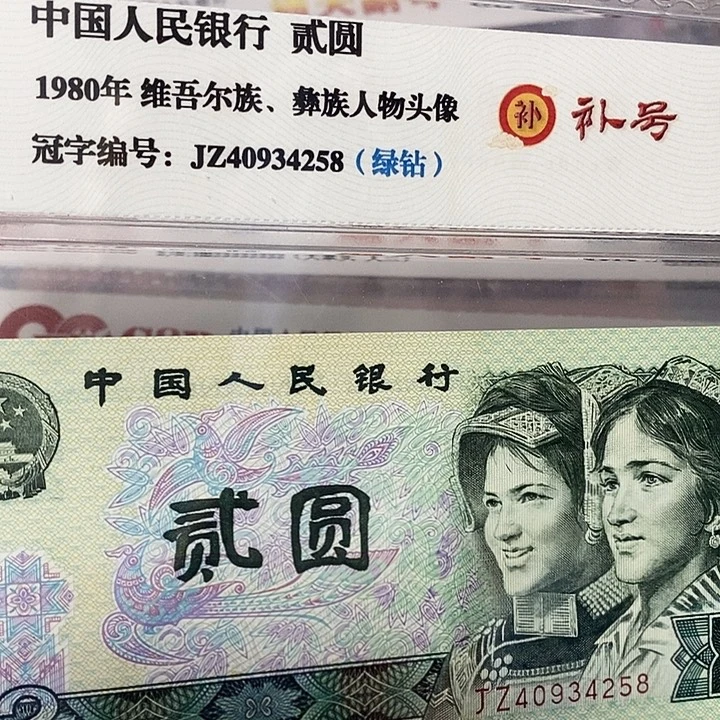 中国人民银行 贰圆
1980年 维吾尔族、彝族人物头像
补 补号
冠字编号：JZ40934258（绿钻）
中国人民银行
贰圆
JZ40934258